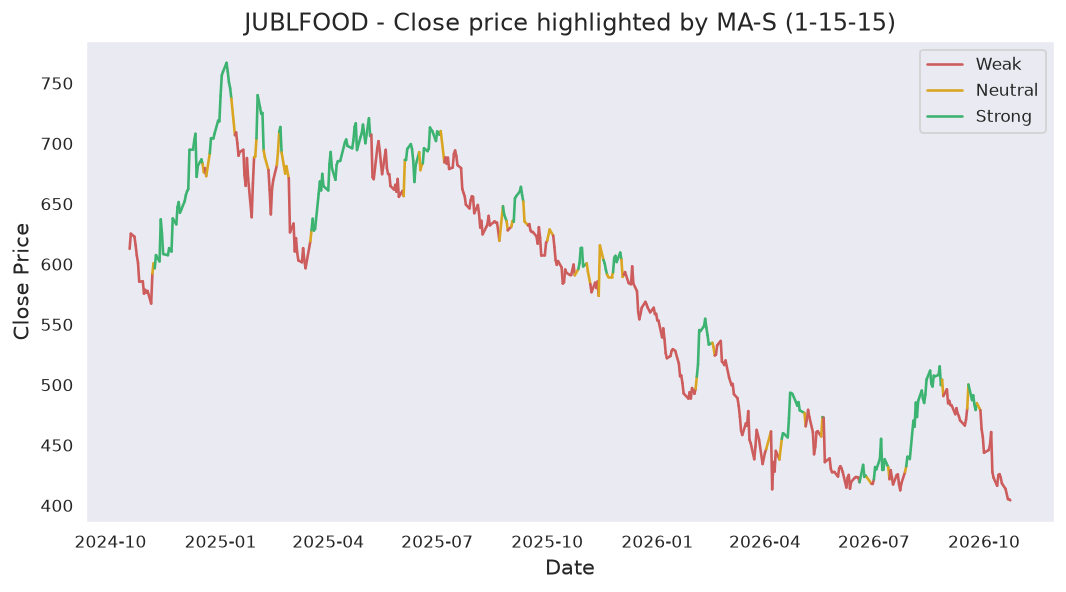 JUBLFOOD - Close price highlighted by MA-S (1-15-15)
Weak
Neutral
Strong
Close Price
750
700
650
600
550
500
450
400
2024-10 2025-01 2025-04 2025-07 2025-10 2026-01 2026-04 2026-07 2026-10
Date